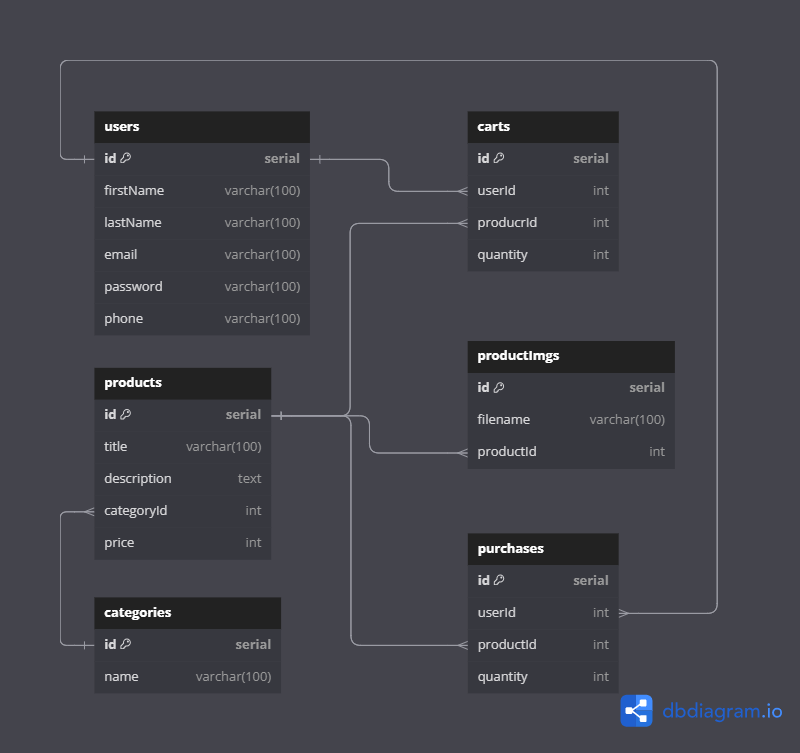 users
id serial
firstName varchar(100)
lastName varchar(100)
email varchar(100)
password varchar(100)
phone varchar(100)
carts
id serial
userId int
producrId int
quantity int
products
id serial
title varchar(100)
description text
categoryId int
price int
productImgs
id serial
filename varchar(100)
productId int
categories
id serial
name varchar(100)
purchases
id serial
userId int
productId int
quantity int
dbdiagram.io